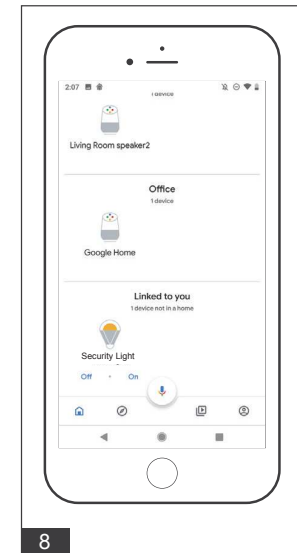 2:07
1 device
Living Room speaker2
Office
1 device
Google Home
Linked to you
1 device not in a home
Security Light
Off · On
8